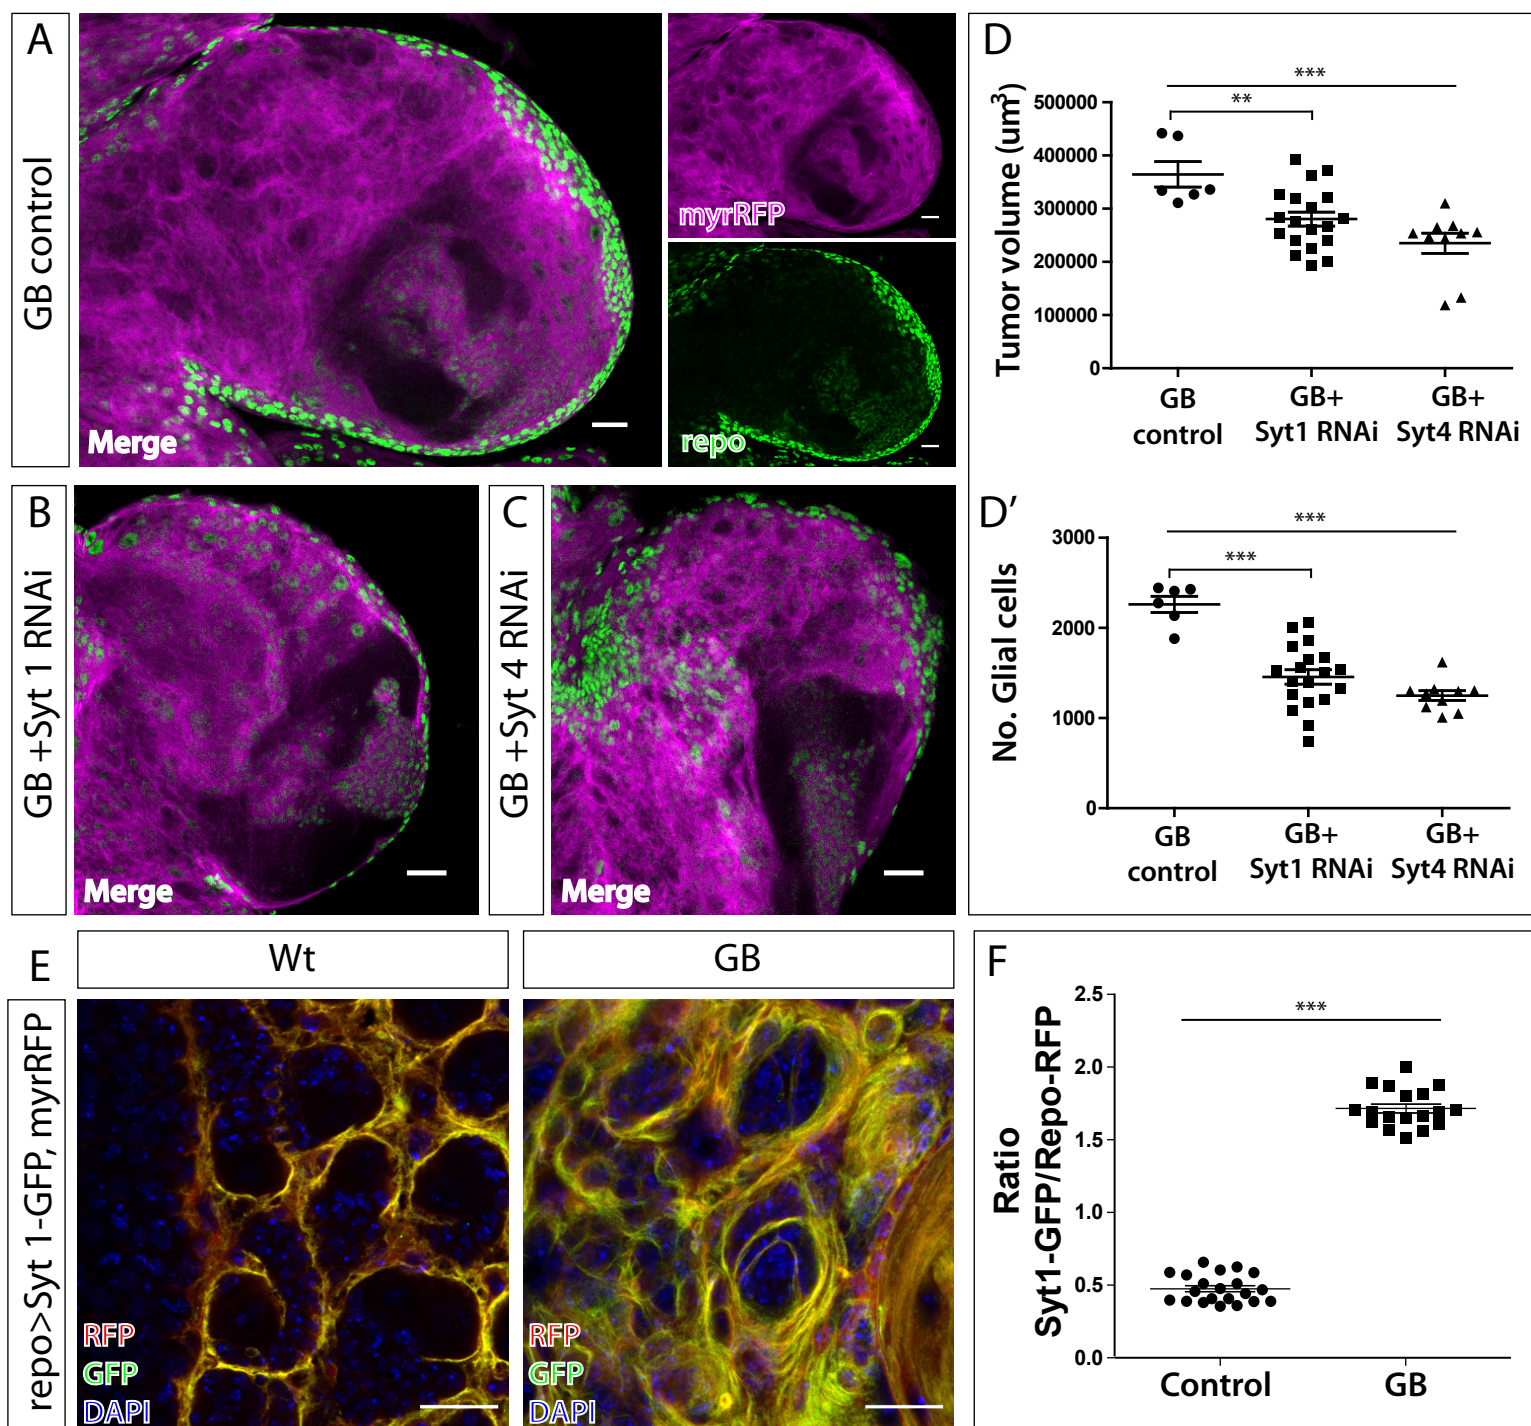 A
GB control
Merge
myrRFP
repo
B
GB +Syt 1 RNAi
Merge
C
GB +Syt 4 RNAi
Merge
D
***
**
Tumor volume (um³)
500000
400000
300000
200000
100000
0
GB
control
GB+
Syt1 RNAi
GB+
Syt4 RNAi
D'
***
***
No. Glial cells
3000
2000
1000
0
GB
control
GB+
Syt1 RNAi
GB+
Syt4 RNAi
E
Wt
GB
repo>Syt 1-GFP, myrRFP
RFP
GFP
DAPI
RFP
GFP
DAPI
F
***
Ratio
Syt1-GFP/Repo-RFP
2.5
2.0
1.5
1.0
0.5
0.0
Control
GB